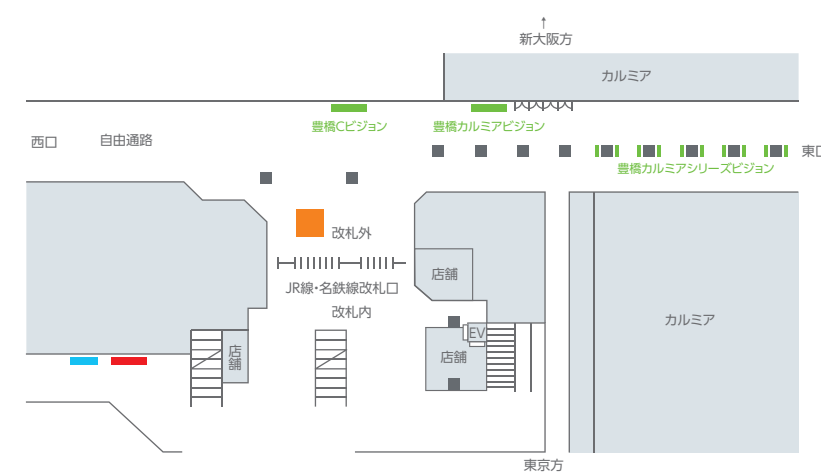 ↑
新大阪方
カルミア
豊橋Cビジョン
豊橋カルミアビジョン
西口
自由通路
東口
豊橋カルミアシリーズビジョン
改札外
店舗
JR線・名鉄線改札口
改札内
カルミア
EV
店舗
店舗
東京方